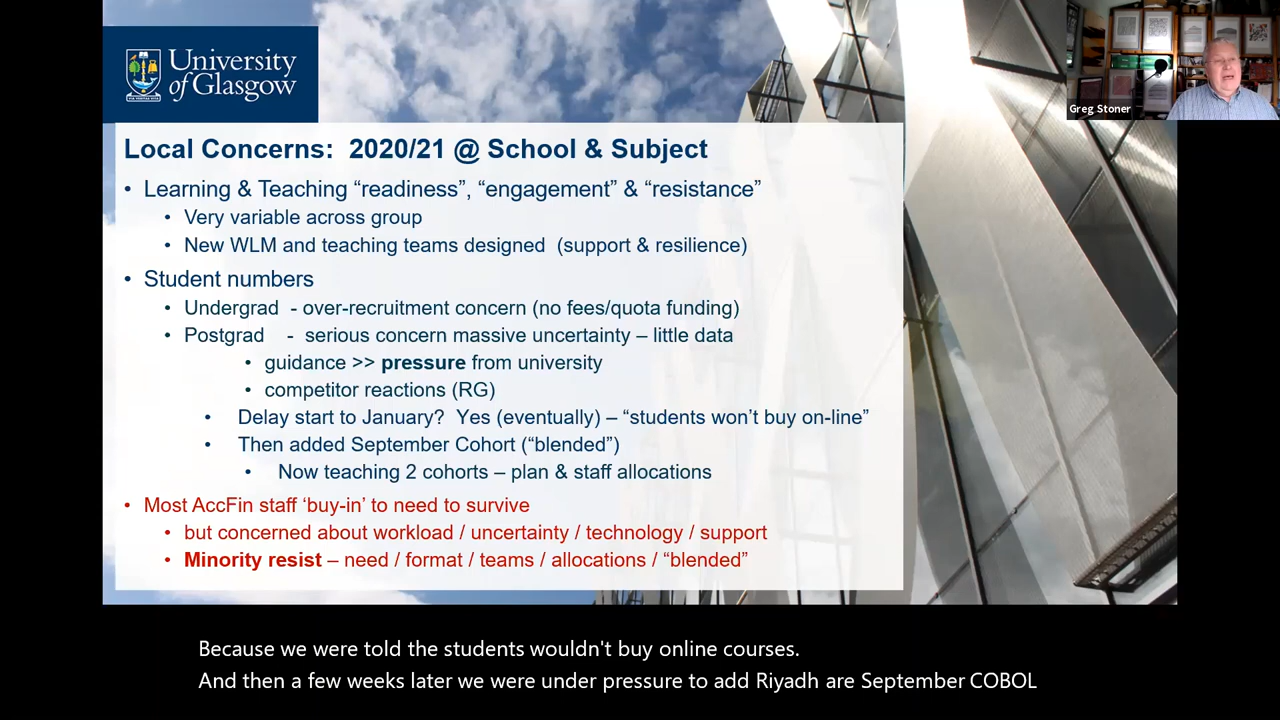 University
of Glasgow
Greg Stoner
Local Concerns: 2020/21 @ School & Subject
• Learning & Teaching “readiness”, “engagement” & “resistance”
• Very variable across group
• New WLM and teaching teams designed (support & resilience)
• Student numbers
• Undergrad - over-recruitment concern (no fees/quota funding)
• Postgrad - serious concern massive uncertainty – little data
• guidance >> pressure from university
• competitor reactions (RG)
• Delay start to January? Yes (eventually) – “students won’t buy on-line”
• Then added September Cohort (“blended”)
• Now teaching 2 cohorts – plan & staff allocations
• Most AccFin staff ‘buy-in’ to need to survive
• but concerned about workload / uncertainty / technology / support
• Minority resist – need / format / teams / allocations / “blended”
Because we were told the students wouldn't buy online courses.
And then a few weeks later we were under pressure to add Riyadh are September COBOL